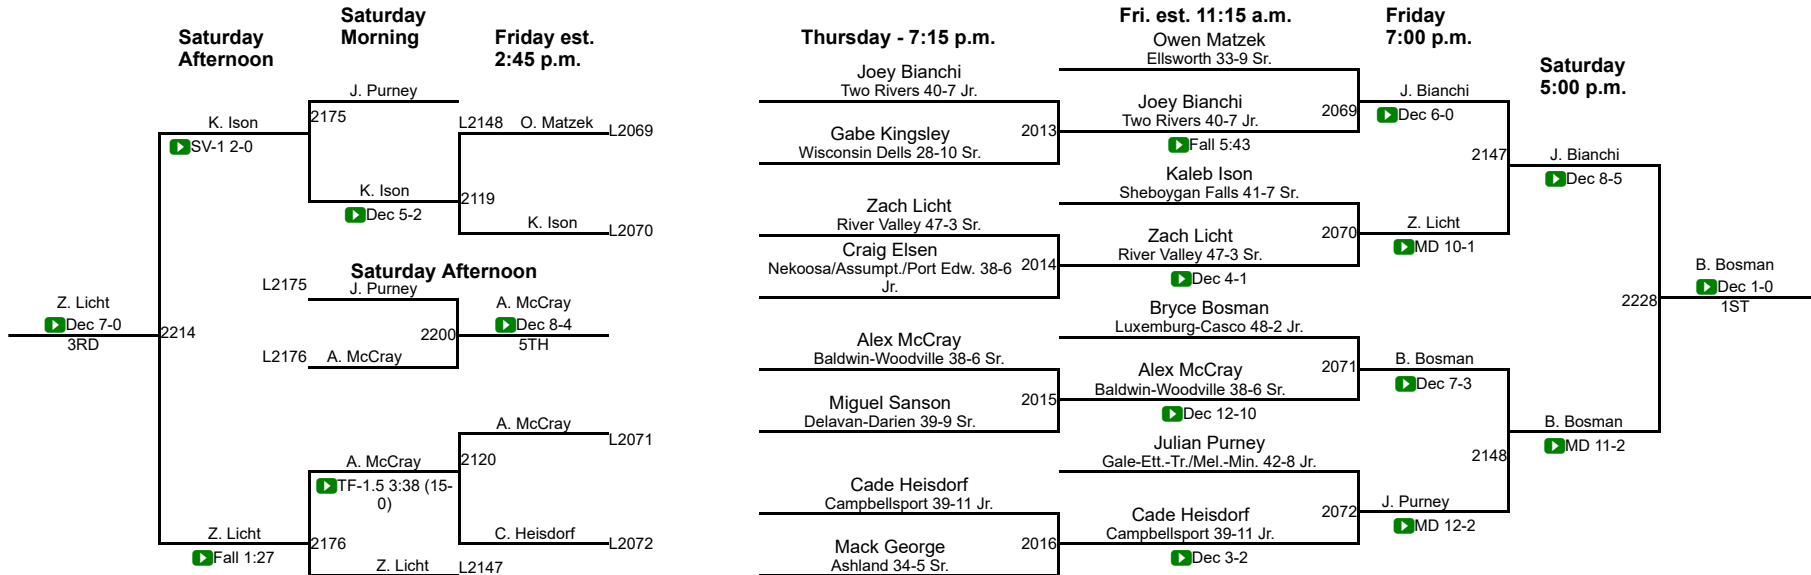 Saturday
Afternoon
Saturday
Morning
Friday est.
2:45 p.m.
J. Purney
2175
K. Ison
SV-1 2-0
L2148
O. Matzek
L2069
K. Ison
Dec 5-2
2119
K. Ison
L2070
Saturday Afternoon
L2175
J. Purney
Z. Licht
Dec 7-0
3RD
2214
A. McCray
Dec 8-4
5TH
2200
L2176
A. McCray
A. McCray
L2071
A. McCray
TF-1.5 3:38 (15-
0)
2120
Z. Licht
Fall 1:27
2176
C. Heisdorf
L2072
Z. Licht
L2147
Thursday - 7:15 p.m.
Joey Bianchi
Two Rivers 40-7 Jr.
Gabe Kingsley
Wisconsin Dells 28-10 Sr.
2013
Zach Licht
River Valley 47-3 Sr.
Craig Elsen
Nekoosa/Assumpt./Port Edw. 38-6
Jr.
2014
Alex McCray
Baldwin-Woodville 38-6 Sr.
Miguel Sanson
Delavan-Darien 39-9 Sr.
2015
Cade Heisdorf
Campbellsport 39-11 Jr.
Mack George
Ashland 34-5 Sr.
2016
Fri. est. 11:15 a.m.
Owen Matzek
Ellsworth 33-9 Sr.
Joey Bianchi
Two Rivers 40-7 Jr.
Fall 5:43
2069
Kaleb Ison
Sheboygan Falls 41-7 Sr.
Zach Licht
River Valley 47-3 Sr.
Dec 4-1
2070
Bryce Bosman
Luxemburg-Casco 48-2 Jr.
Alex McCray
Baldwin-Woodville 38-6 Sr.
Dec 12-10
2071
Julian Purney
Gale-Ett.-Tr./Mel.-Min. 42-8 Jr.
Cade Heisdorf
Campbellsport 39-11 Jr.
Dec 3-2
2072
Friday
7:00 p.m.
J. Bianchi
Dec 6-0
2147
Z. Licht
MD 10-1
B. Bosman
Dec 7-3
2148
J. Purney
MD 12-2
Saturday
5:00 p.m.
J. Bianchi
Dec 8-5
2228
B. Bosman
MD 11-2
B. Bosman
Dec 1-0
1ST